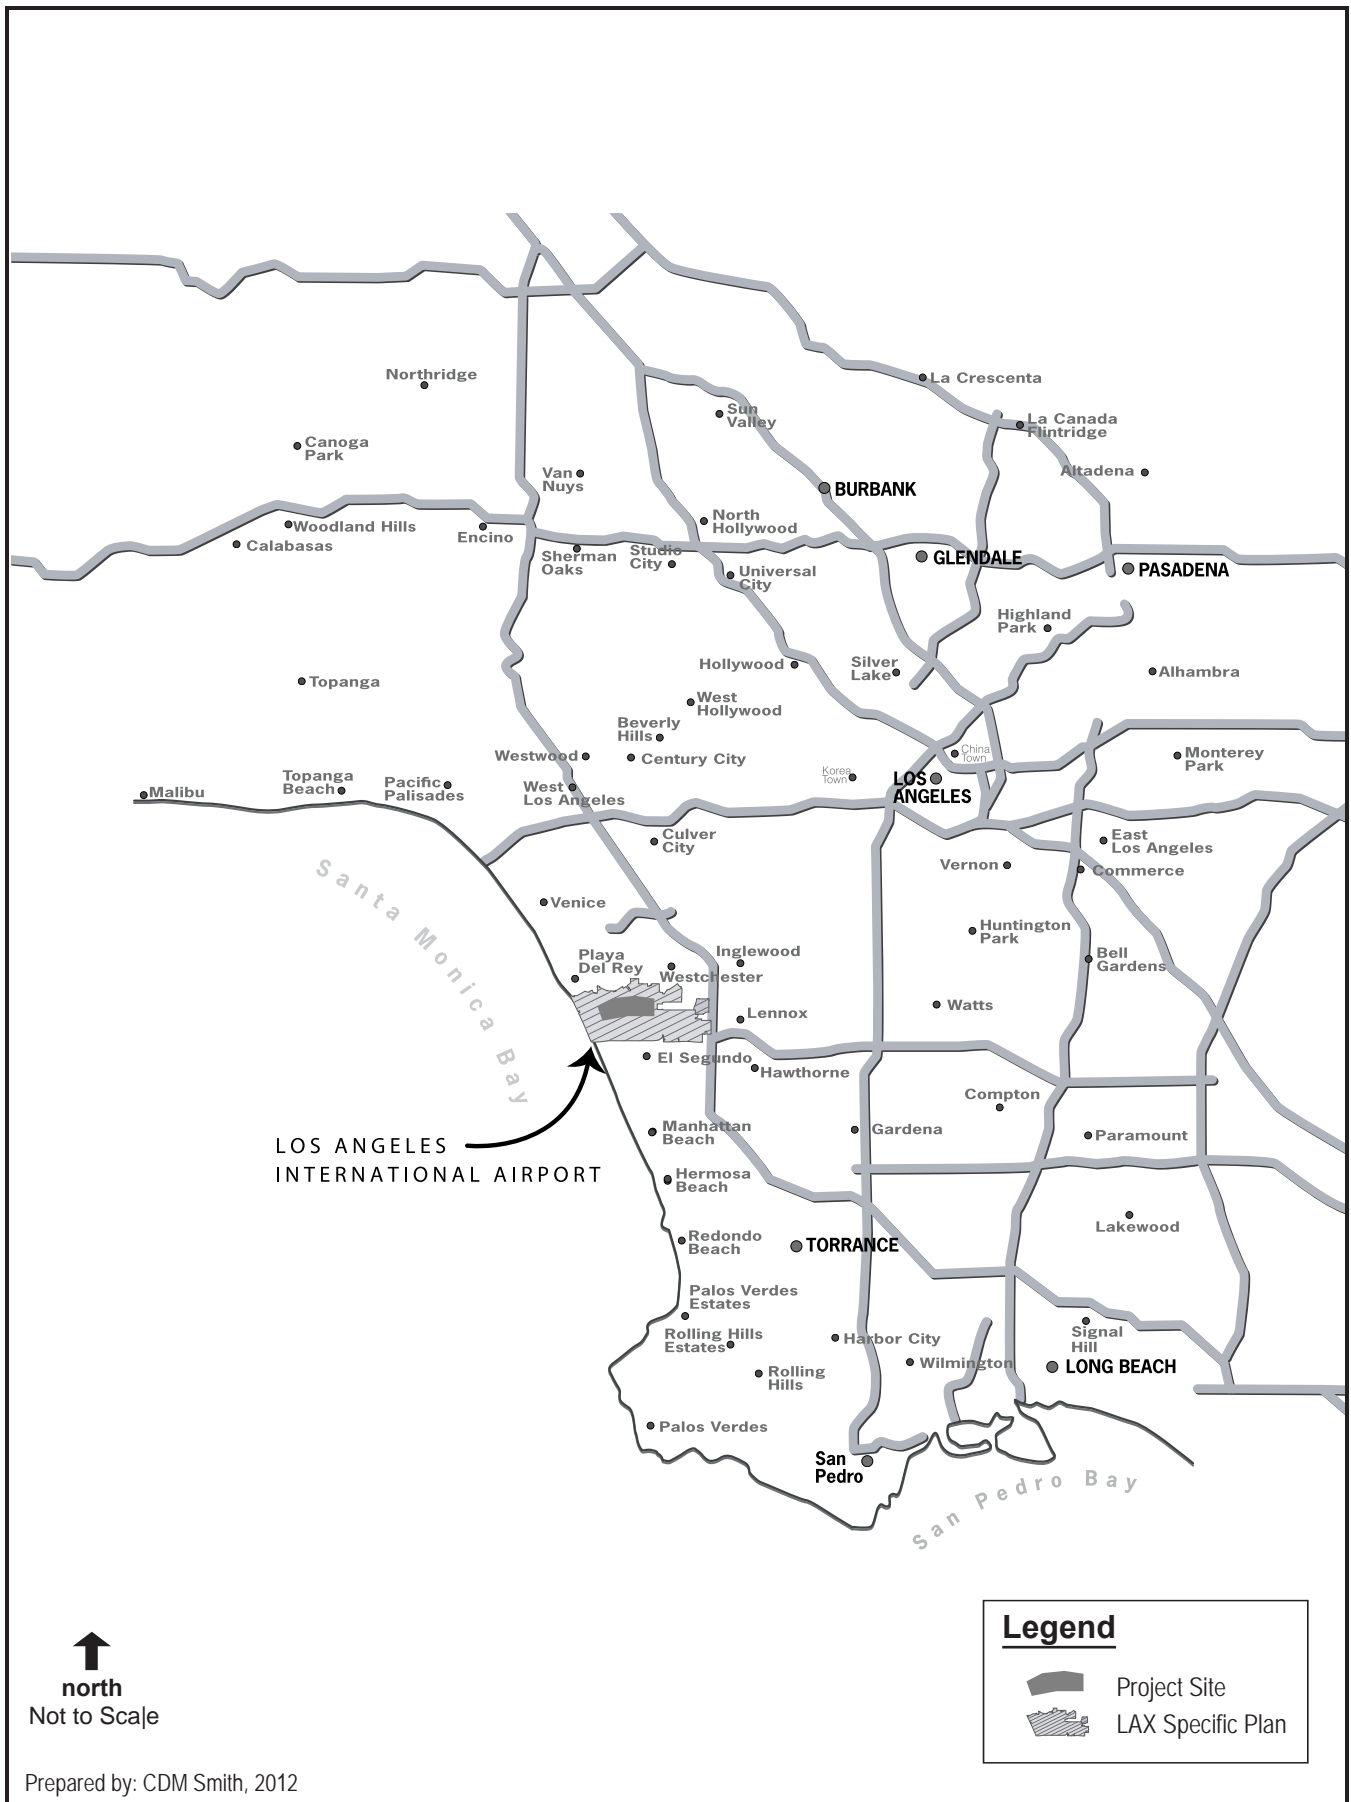 Northridge
La Crescenta
Sun
Valley
La Canada
Flintridge
Canoga
Park
Altadena
Van
Nuys
BURBANK
North
Hollywood
Woodland Hills
Encino
Calabasas
Sherman
Oaks
Studio
City
GLENDALE
PASADENA
Universal
City
Highland
Park
Hollywood
Silver
Lake
Alhambra
Topanga
West
Hollywood
Beverly
Hills
Westwood
Century City
China
Town
Monterey
Park
Korea
Town
LOS
ANGELES
Topanga
Beach
Pacific
Palisades
Malibu
West
Los Angeles
Culver
City
East
Los Angeles
Vernon
Commerce
Santa Monica Bay
Venice
Huntington
Park
Playa
Del Rey
Inglewood
Westchester
Bell
Gardens
Lennox
Watts
El Segundo
Hawthorne
Compton
LOS ANGELES
INTERNATIONAL AIRPORT
Manhattan
Beach
Gardena
Paramount
Hermosa
Beach
Lakewood
Redondo
Beach
TORRANCE
Palos Verdes
Estates
Rolling Hills
Estates
Harbor City
Signal
Hill
Wilmington
LONG BEACH
Rolling
Hills
Palos Verdes
San
Pedro
San Pedro Bay
Legend
Project Site
LAX Specific Plan
north
Not to Scale
Prepared by: CDM Smith, 2012